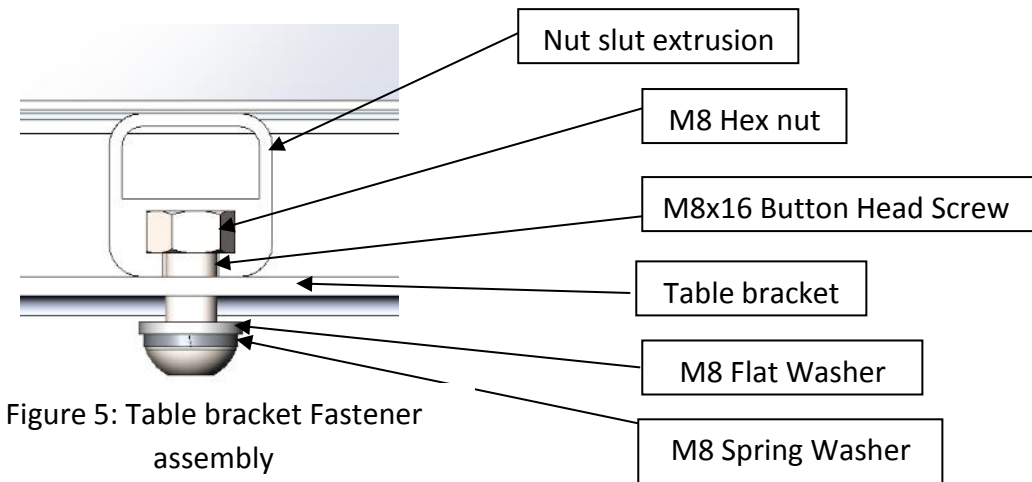 Nut slut extrusion
M8 Hex nut
M8x16 Button Head Screw
Table bracket
M8 Flat Washer
M8 Spring Washer
Figure 5: Table bracket Fastener
assembly